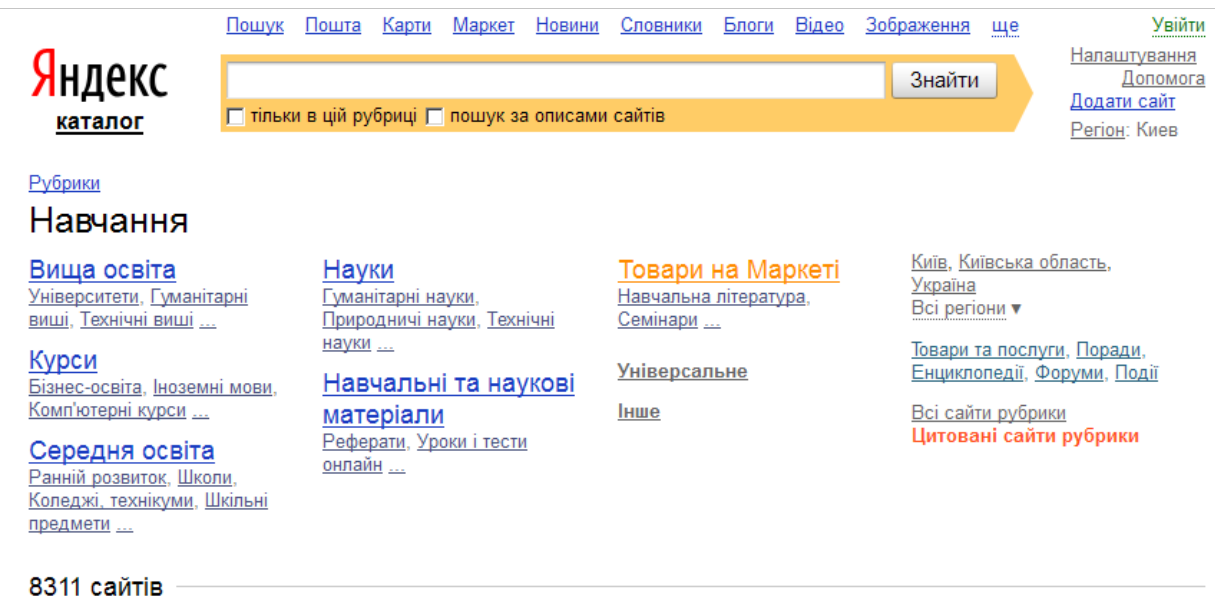 Пошук Пошта Карти Маркет Новини Словники Блоги Відео Зображення ще Увійти
Яндекс
каталог
Знайти
тільки в цій рубриці пошук за описами сайтів
Налаштування
Допомога
Додати сайт
Регіон: Киев
Рубрики
Навчання
Вища освіта
Університети, Гуманітарні
виші, Технічні виші ...
Курси
Бізнес-освіта, Іноземні мови,
Комп'ютерні курси ...
Середня освіта
Ранній розвиток, Школи,
Коледжі, технікуми, Шкільні
предмети ...
Науки
Гуманітарні науки,
Природничі науки, Технічні
науки ...
Навчальні та наукові
матеріали
Реферати, Уроки і тести
онлайн ...
Товари на Маркеті
Навчальна література,
Семінари ...
Універсальне
Інше
Київ, Київська область,
Україна
Всі регіони ▼
Товари та послуги, Поради,
Енциклопедії, Форуми, Події
Всі сайти рубрики
Цитовані сайти рубрики
8311 сайтів